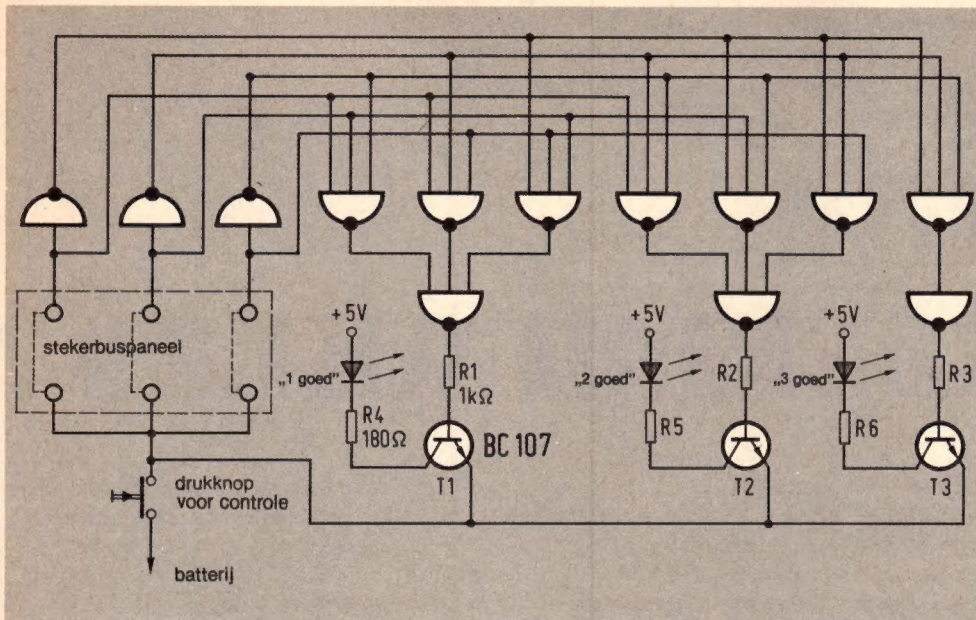 stekerbuspaneel
+5V
„1 goed”
R1
1kΩ
R4
180Ω
BC 107
T1
+5V
„2 goed”
R2
R5
T2
+5V
„3 goed”
R3
R6
T3
drukknop
voor controle
batterij